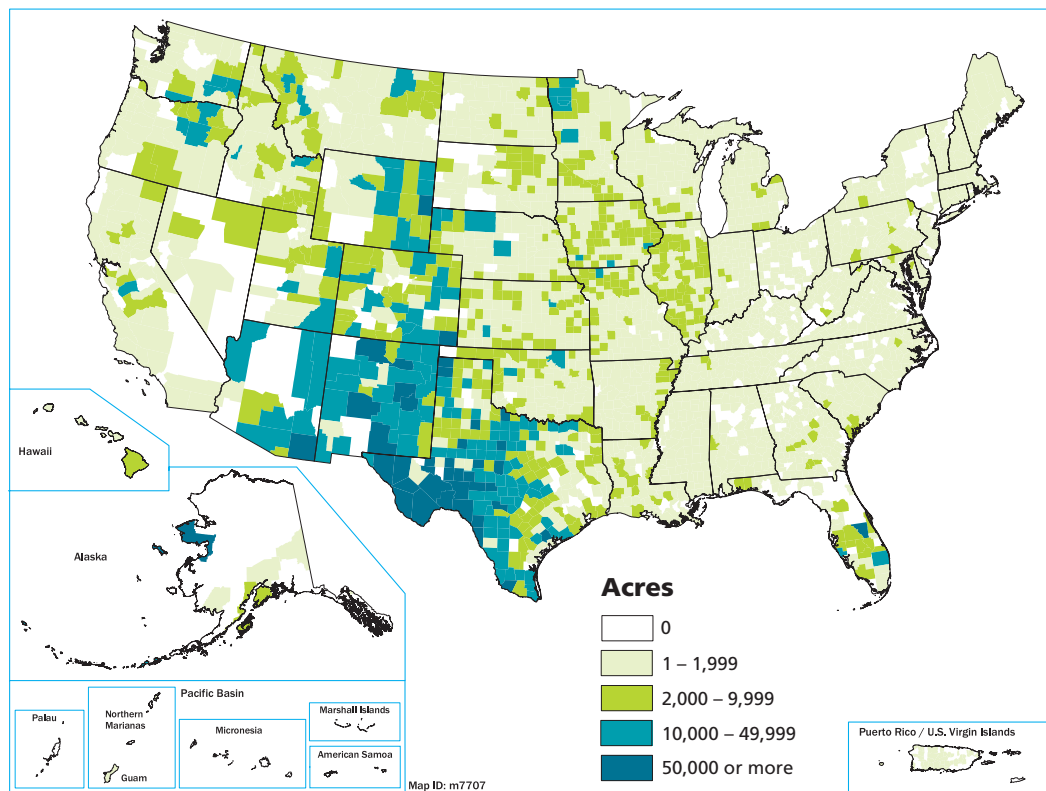 Hawaii
Alaska
Pacific Basin
Palau
Northern
Marianas
Guam
Micronesia
Marshall Islands
American Samoa
Map ID: m7707
Acres
0
1 – 1,999
2,000 – 9,999
10,000 – 49,999
50,000 or more
Puerto Rico / U.S. Virgin Islands